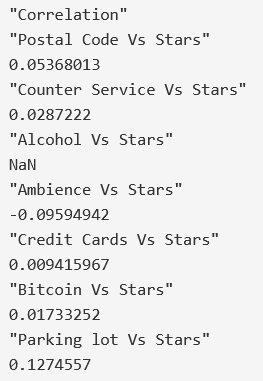 "Correlation"
"Postal Code Vs Stars"
0.05368013
"Counter Service Vs Stars"
0.0287222
"Alcohol Vs Stars"
NaN
"Ambience Vs Stars"
-0.09594942
"Credit Cards Vs Stars"
0.009415967
"Bitcoin Vs Stars"
0.01733252
"Parking lot Vs Stars"
0.1274557